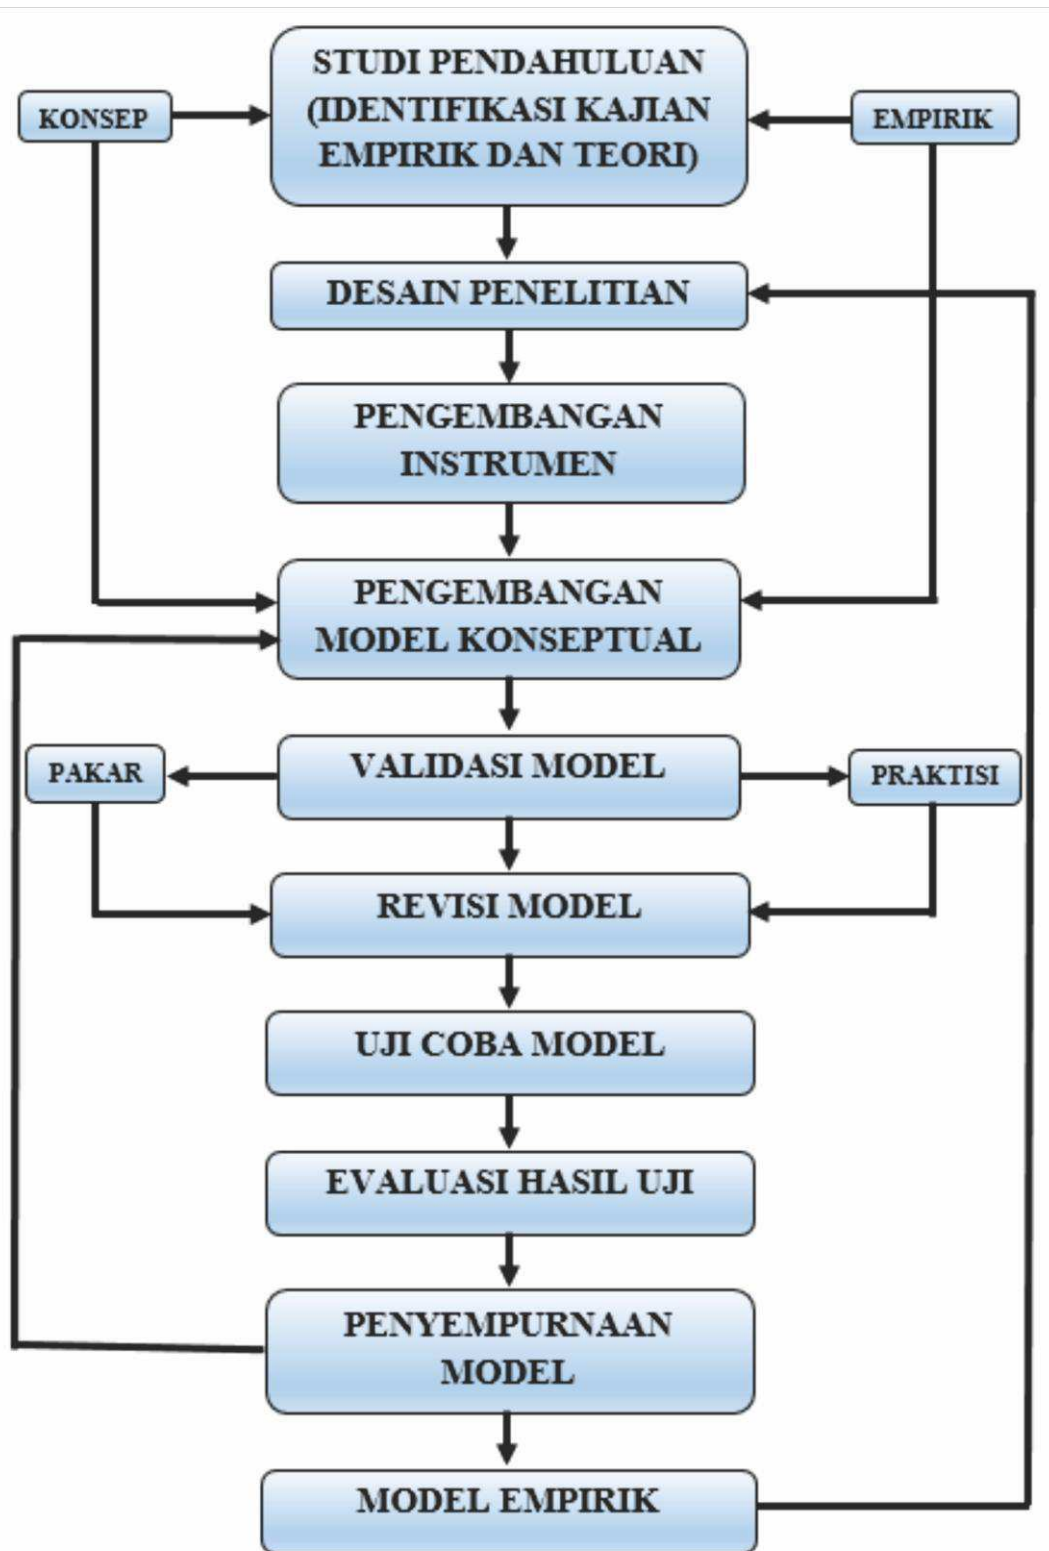 STUDI PENDAHULUAN
(IDENTIFIKASI KAJIAN
EMPIRIK DAN TEORI)
KONSEP
EMPIRIK
DESAIN PENELITIAN
PENGEMBANGAN
INSTRUMEN
PENGEMBANGAN
MODEL KONSEPTUAL
VALIDASI MODEL
PAKAR
PRAKTISI
REVISI MODEL
UJI COBA MODEL
EVALUASI HASIL UJI
PENYEMPURNAAN
MODEL
MODEL EMPIRIK